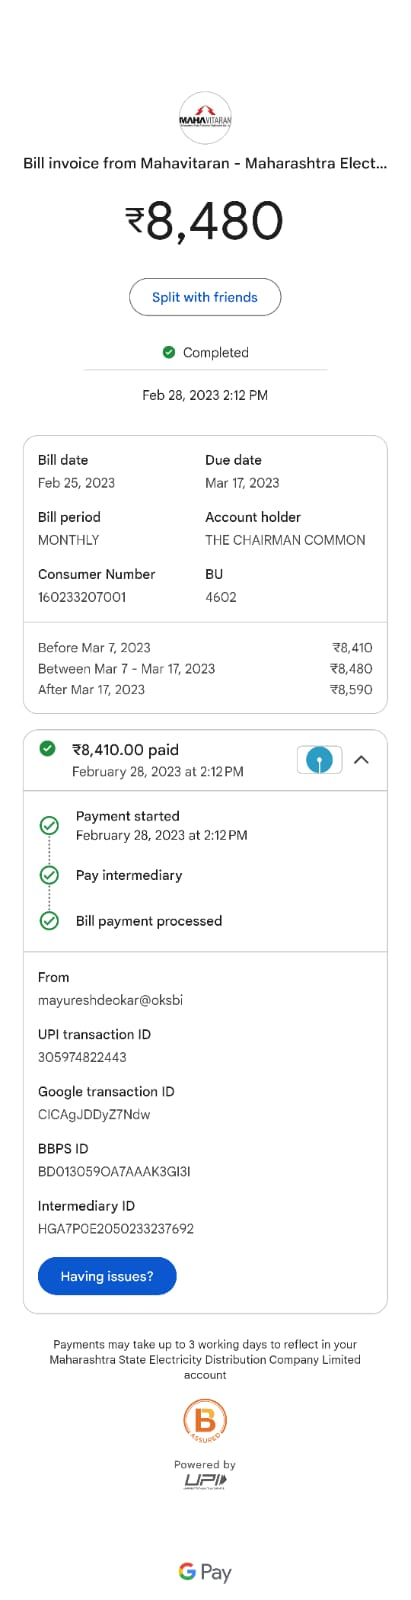 MAHAVITARAN
Bill invoice from Mahavitaran - Maharashtra Elect...
₹8,480
Split with friends
Completed
Feb 28, 2023 2:12 PM
Bill date
Due date
Feb 25, 2023
Mar 17, 2023
Bill period
Account holder
MONTHLY
THE CHAIRMAN COMMON
Consumer Number
BU
160233207001
4602
Before Mar 7, 2023 ₹8,410
Between Mar 7 - Mar 17, 2023 ₹8,480
After Mar 17, 2023 ₹8,590
₹8,410.00 paid
February 28, 2023 at 2:12 PM
Payment started
February 28, 2023 at 2:12 PM
Pay intermediary
Bill payment processed
From
mayureshdeokar@oksbi
UPI transaction ID
305974822443
Google transaction ID
CICAgJDDyZ7Ndw
BBPS ID
BD013059OA7AAAK3GI3I
Intermediary ID
HGA7P0E2050233237692
Having issues?
Payments may take up to 3 working days to reflect in your
Maharashtra State Electricity Distribution Company Limited
account
B
ASSURED
Powered by
UPI
G Pay